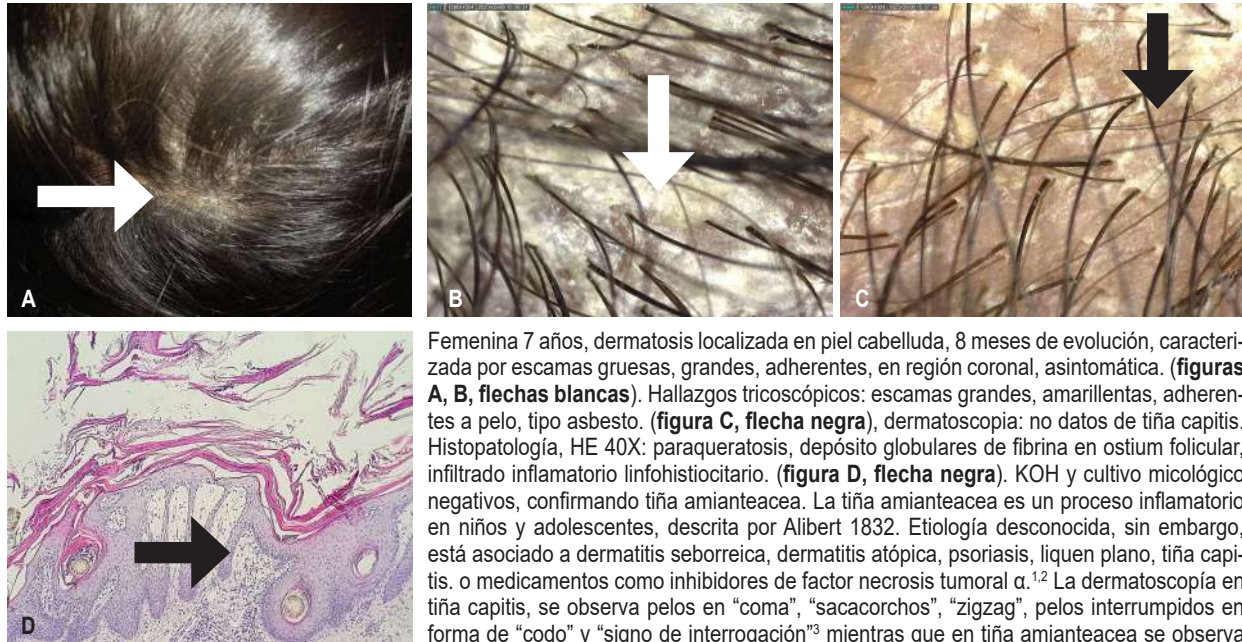 A
B
C
D
Femenina 7 años, dermatosis localizada en piel cabelluda, 8 meses de evolución, caracteri-
zada por escamas gruesas, grandes, adherentes, en región coronal, asintomática. (figuras
A, B, flechas blancas). Hallazgos tricoscópicos: escamas grandes, amarillentas, adheren-
tes a pelo, tipo asbesto. (figura C, flecha negra), dermatoscopia: no datos de tiña capitis.
Histopatología, HE 40X: paraqueratosis, depósito globulares de fibrina en ostium folicular,
infiltrado inflamatorio linfohistiocitario. (figura D, flecha negra). KOH y cultivo micológico
negativos, confirmando tiña amianteacea. La tiña amianteacea es un proceso inflamatorio
en niños y adolescentes, descrita por Alibert 1832. Etiología desconocida, sin embargo,
está asociado a dermatitis seborreica, dermatitis atópica, psoriasis, liquen plano, tiña capi-
tis. o medicamentos como inhibidores de factor necrosis tumoral α.1,2 La dermatoscopía en
tiña capitis, se observa pelos en “coma”, “sacacorchos”, “zigzag”, pelos interrumpidos en
forma de “codo” y “signo de interrogación”3 mientras que en tiña amianteacea se observa